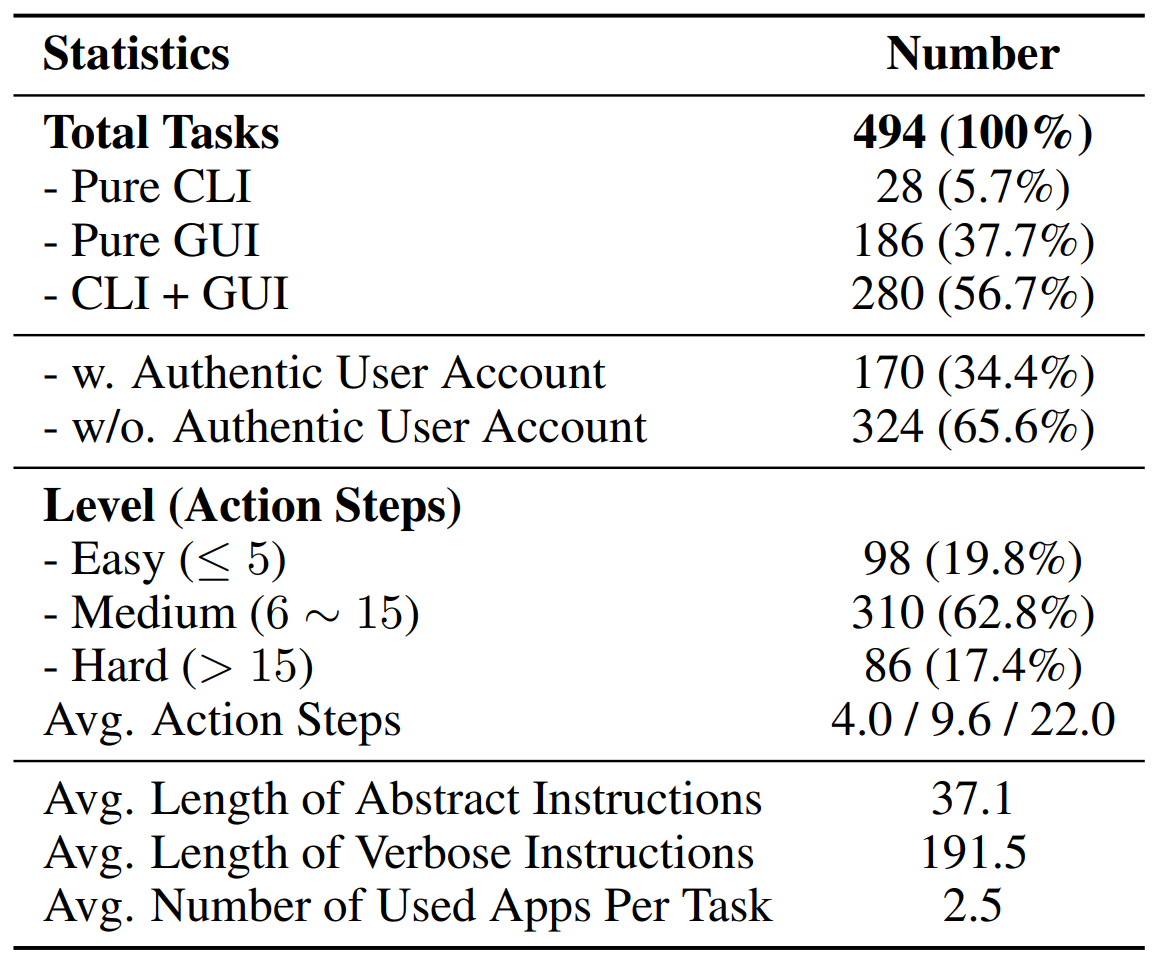 Statistics Number
Total Tasks 494 (100%)
- Pure CLI 28 (5.7%)
- Pure GUI 186 (37.7%)
- CLI + GUI 280 (56.7%)
- w. Authentic User Account 170 (34.4%)
- w/o. Authentic User Account 324 (65.6%)
Level (Action Steps)
- Easy (≤ 5) 98 (19.8%)
- Medium (6 ∼ 15) 310 (62.8%)
- Hard (> 15) 86 (17.4%)
Avg. Action Steps 4.0 / 9.6 / 22.0
Avg. Length of Abstract Instructions 37.1
Avg. Length of Verbose Instructions 191.5
Avg. Number of Used Apps Per Task 2.5